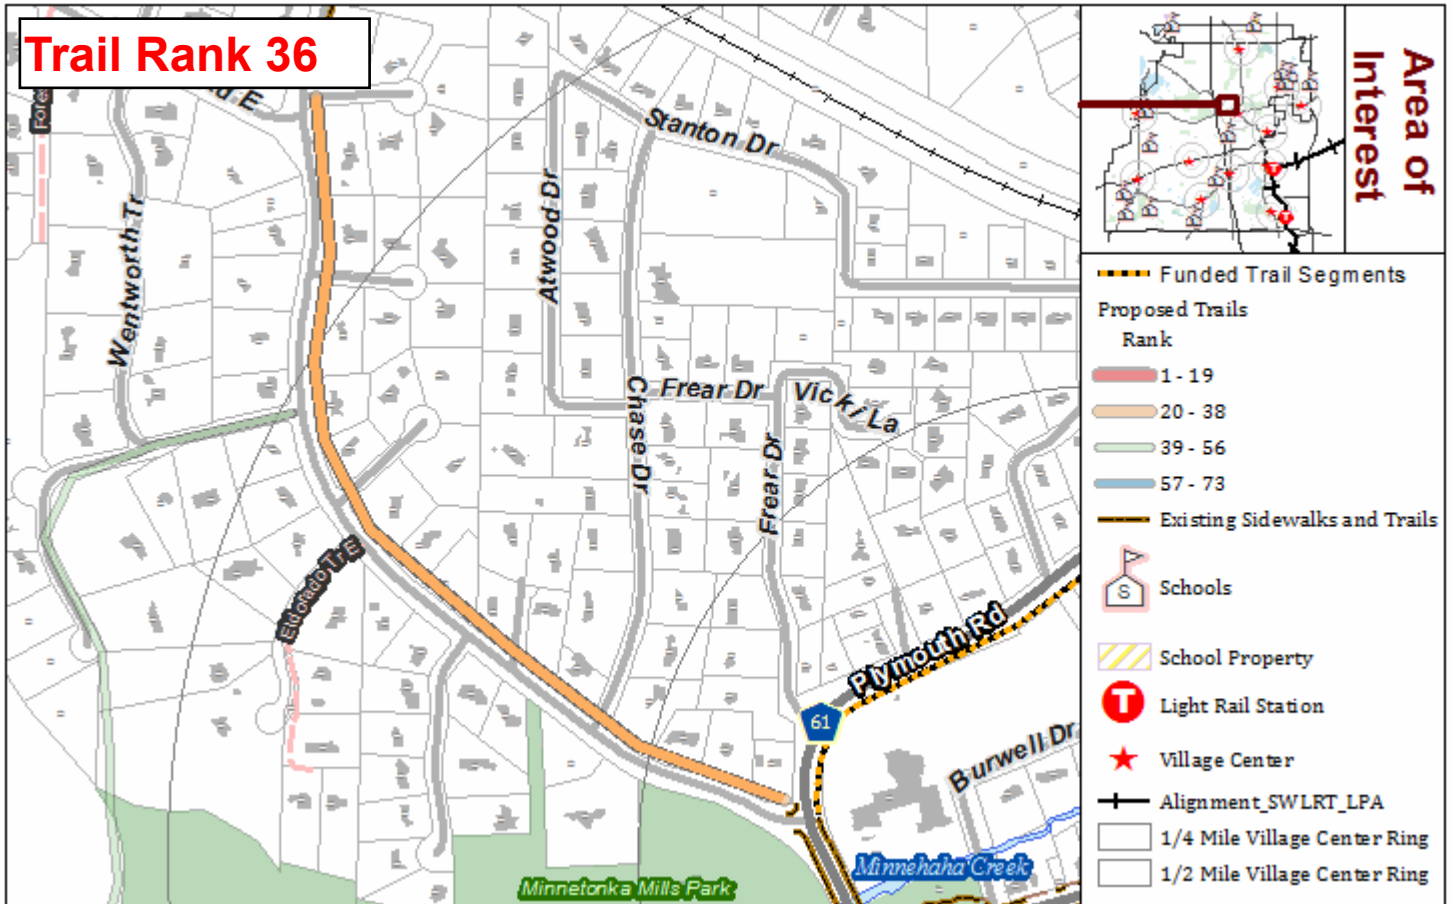 Trail Rank 36
d E
Stanton Dr
Atwood Dr
Wentworth Tr
Chase Dr
Frear Dr
Vicki La
Frear Dr
Eldorado Tr E
Plymouth Rd
61
Burwell Dr
Minnehaha Creek
Minnetonka Mills Park
Area of
Interest
Funded Trail Segments
Proposed Trails
Rank
1 - 19
20 - 38
39 - 56
57 - 73
Existing Sidewalks and Trails
S
Schools
School Property
T
Light Rail Station
Village Center
Alignment_SWLRT_LPA
1/4 Mile Village Center Ring
1/2 Mile Village Center Ring